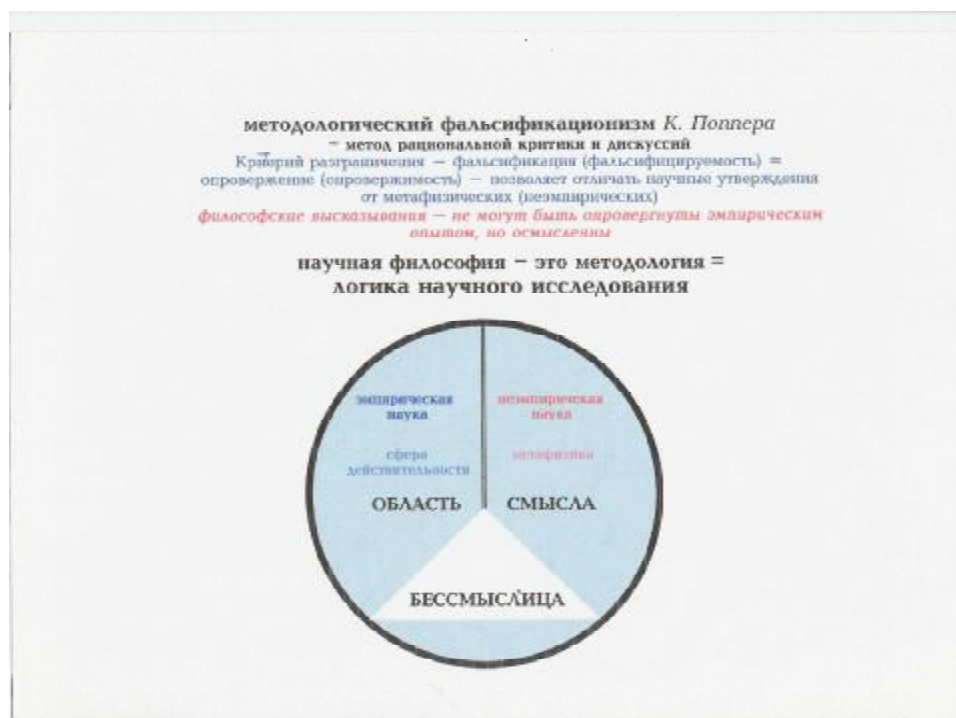 методологический фальсификационизм К. Поппера
– метод рациональной критики и дискуссий
Критерий разграничения – фальсификация (фальсифицируемость) =
опровержение (опровержимость) – позволяет отличать научные утверждения
от метафизических (неэмпирических)
философские высказывания – не могут быть опровергнуты эмпирическим
опытом, но осмысленны
научная философия – это методология =
логика научного исследования
эмпирическая
наука
неэмпирическая
наука
сфера
действительности
метафизика
ОБЛАСТЬ СМЫСЛА
БЕССМЫСЛИЦА